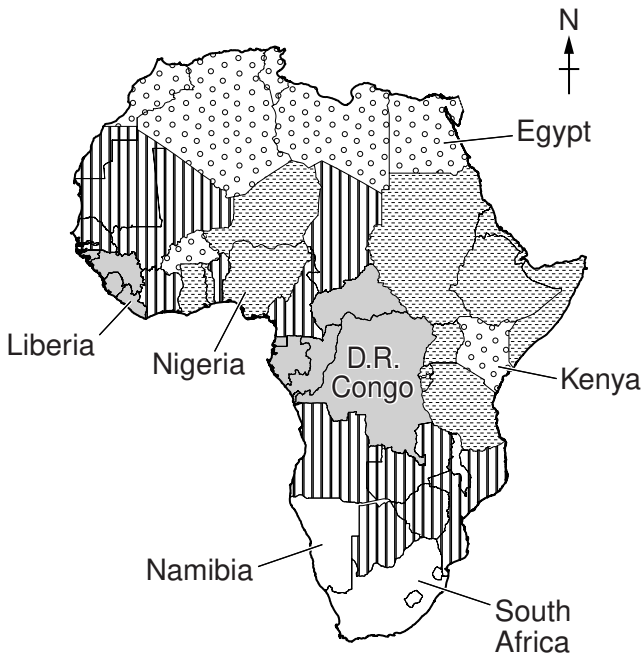 N
Egypt
Liberia
Nigeria
D.R.
Congo
Kenya
Namibia
South
Africa